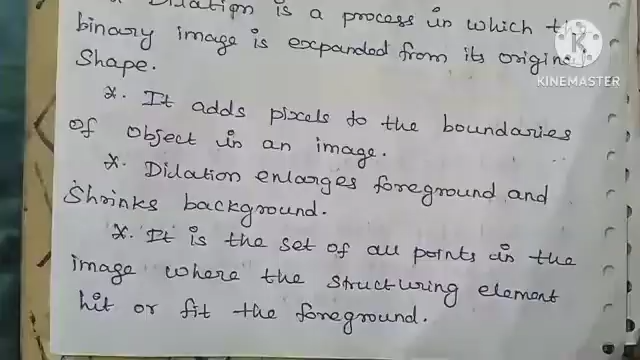 * Dilation is a process in which the
binary image is expanded from its original
Shape.
*. It adds pixels to the boundaries
of object in an image.
*. Dilation enlarges foreground and
Shrinks background.
*. It is the set of all points in the
image where the structuring element
hit or fit the foreground.
KINEMASTER